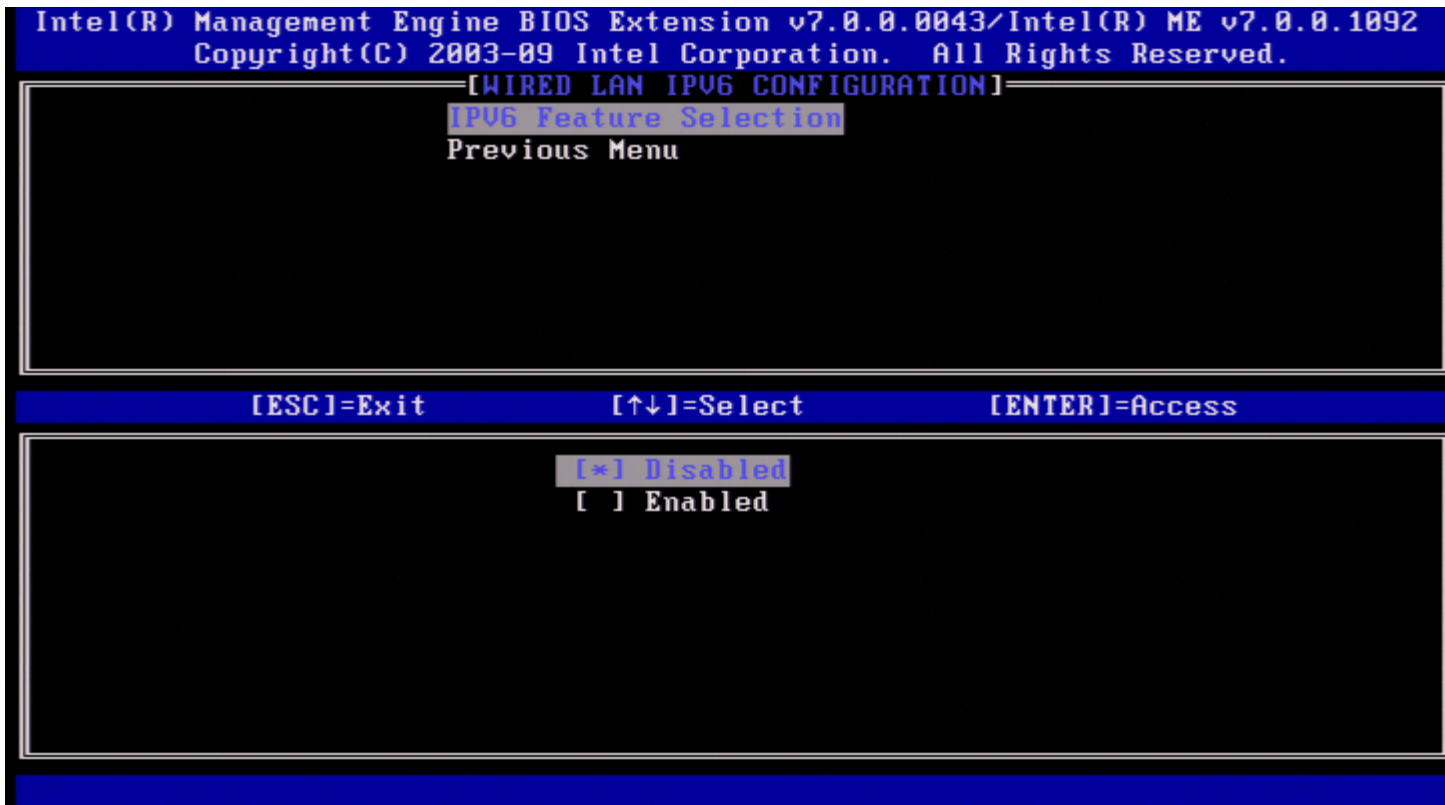 Intel(R) Management Engine BIOS Extension v7.0.0.0043/Intel(R) ME v7.0.0.1092
Copyright(C) 2003-09 Intel Corporation. All Rights Reserved.
[WIRED LAN IPV6 CONFIGURATION]
IPV6 Feature Selection
Previous Menu
[ESC]=Exit [↑↓]=Select [ENTER]=Access
[*] Disabled
[ ] Enabled